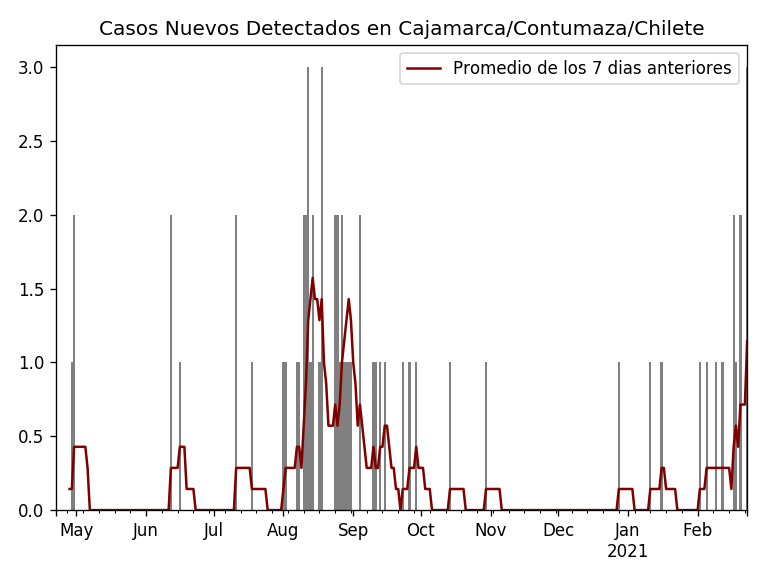 Casos Nuevos Detectados en Cajamarca/Contumaza/Chilete
Promedio de los 7 dias anteriores
3.0
2.5
2.0
1.5
1.0
0.5
0.0
May Jun Jul Aug Sep Oct Nov Dec Jan Feb
2021